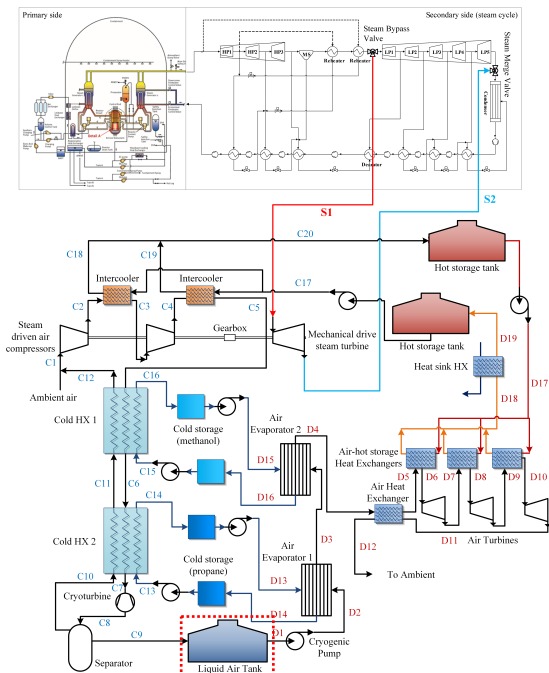 Primary side
Secondary side (steam cycle)
Steam Bypass
Valve
Steam Merge Valve
HP1
HP2
HP3
MS
Reheater
Reheater
LP1
LP2
LP3
LP4
LP5
Condenser
Deaerator
S1
S2
C18
C19
C20
Hot storage tank
Intercooler
Intercooler
C2
C3
C4
C5
C17
Steam
driven air
compressors
Gearbox
Mechanical drive
steam turbine
Hot storage tank
D19
Heat sink HX
D18
D17
C1
C12
Ambient air
C16
Cold HX 1
Cold storage
(methanol)
Air
Evaporator 2
D4
D15
C15
D16
Air-hot storage
Heat Exchangers
D5
D6
D7
D8
D9
D10
C11
C6
C14
Air Heat
Exchanger
D11
Air Turbines
D3
D12
Cold HX 2
Cold storage
(propane)
Air
Evaporator 1
To Ambient
C10
C7
C13
D13
D14
D2
Cryoturbine
C8
C9
D1
Cryogenic
Pump
Separator
Liquid Air Tank